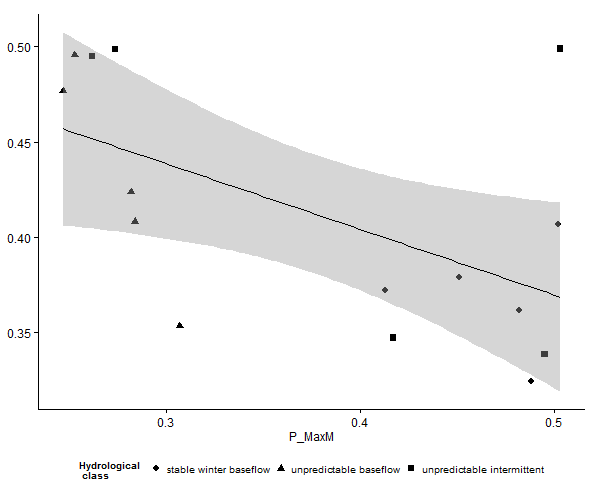 0.50
0.45
0.40
0.35
0.3 0.4 0.5
P_MaxM
Hydrological
class
stable winter baseflow unpredictable baseflow unpredictable intermittent